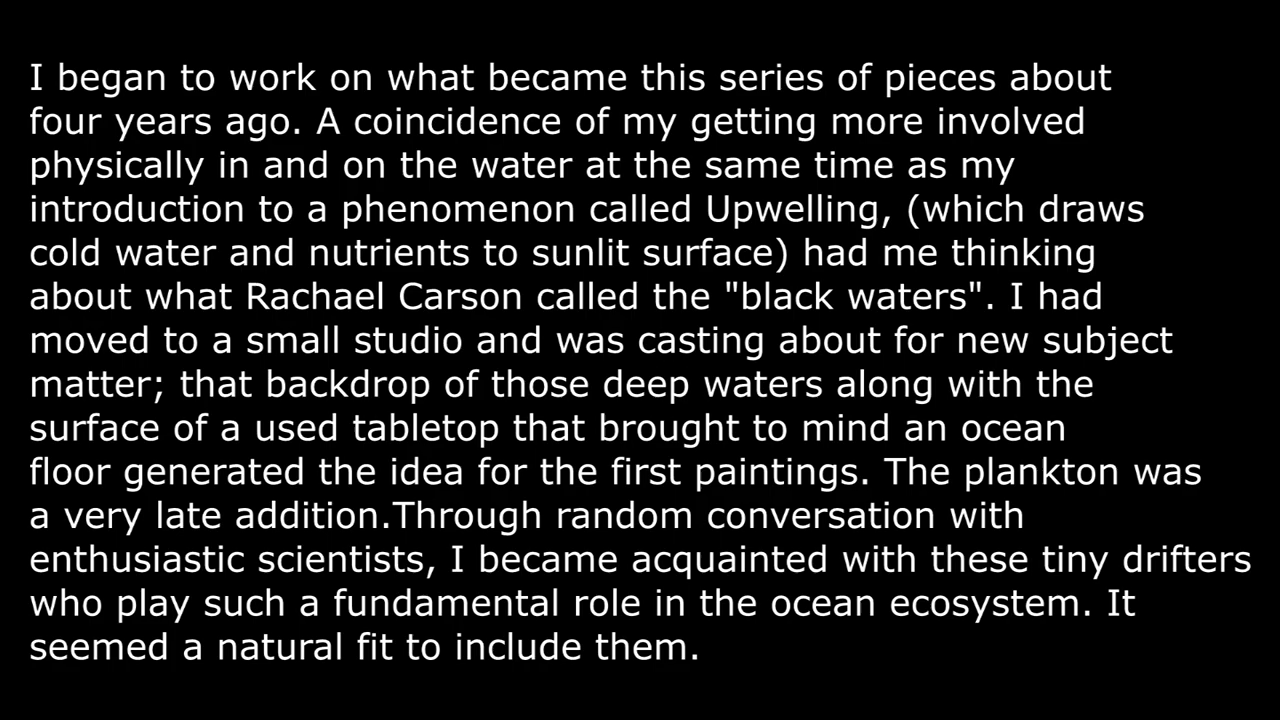 I began to work on what became this series of pieces about
four years ago. A coincidence of my getting more involved
physically in and on the water at the same time as my
introduction to a phenomenon called Upwelling, (which draws
cold water and nutrients to sunlit surface) had me thinking
about what Rachael Carson called the "black waters". I had
moved to a small studio and was casting about for new subject
matter; that backdrop of those deep waters along with the
surface of a used tabletop that brought to mind an ocean
floor generated the idea for the first paintings. The plankton was
a very late addition.Through random conversation with
enthusiastic scientists, I became acquainted with these tiny drifters
who play such a fundamental role in the ocean ecosystem. It
seemed a natural fit to include them.